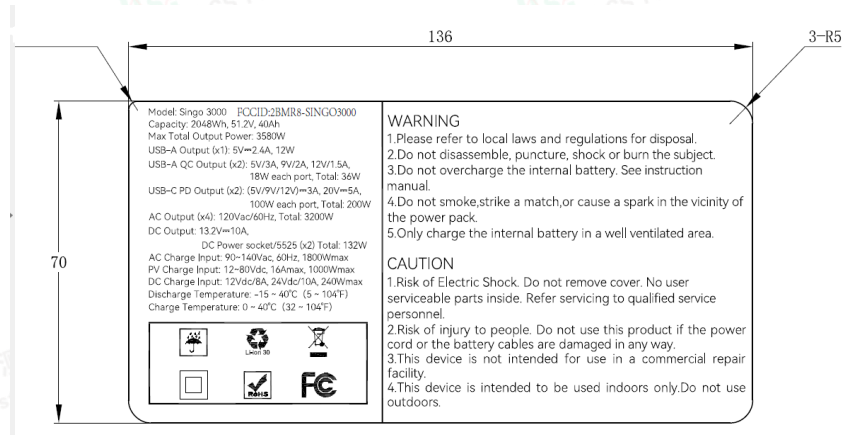 136
3-R5
70
Model: Singo 3000 FCCID:2BMR8-SINGO3000
Capacity: 2048Wh, 51.2V, 40Ah
Max Total Output Power: 3580W
USB-A Output (x1): 5V⎓2.4A, 12W
USB-A QC Output (x2): 5V/3A, 9V/2A, 12V/1.5A,
18W each port, Total: 36W
USB-C PD Output (x2): (5V/9V/12V)⎓3A, 20V⎓5A,
100W each port, Total: 200W
AC Output (x4): 120Vac/60Hz, Total: 3200W
DC Output: 13.2V⎓10A,
DC Power socket/5525 (x2) Total: 132W
AC Charge Input: 90~140Vac, 60Hz, 1800Wmax
PV Charge Input: 12~80Vdc, 16Amax, 1000Wmax
DC Charge Input: 12Vdc/8A, 24Vdc/10A, 240Wmax
Discharge Temperature: -15 ~ 40℃ (5 ~ 104℉)
Charge Temperature: 0 ~ 40℃ (32 ~ 104℉)
Li-ion 30
RoHS
FC
WARNING
1.Please refer to local laws and regulations for disposal.
2.Do not disassemble, puncture, shock or burn the subject.
3.Do not overcharge the internal battery. See instruction
manual.
4.Do not smoke,strike a match,or cause a spark in the vicinity of
the power pack.
5.Only charge the internal battery in a well ventilated area.
CAUTION
1.Risk of Electric Shock. Do not remove cover. No user
serviceable parts inside. Refer servicing to qualified service
personnel.
2.Risk of injury to people. Do not use this product if the power
cord or the battery cables are damaged in any way.
3.This device is not intended for use in a commercial repair
facility.
4.This device is intended to be used indoors only.Do not use
outdoors.